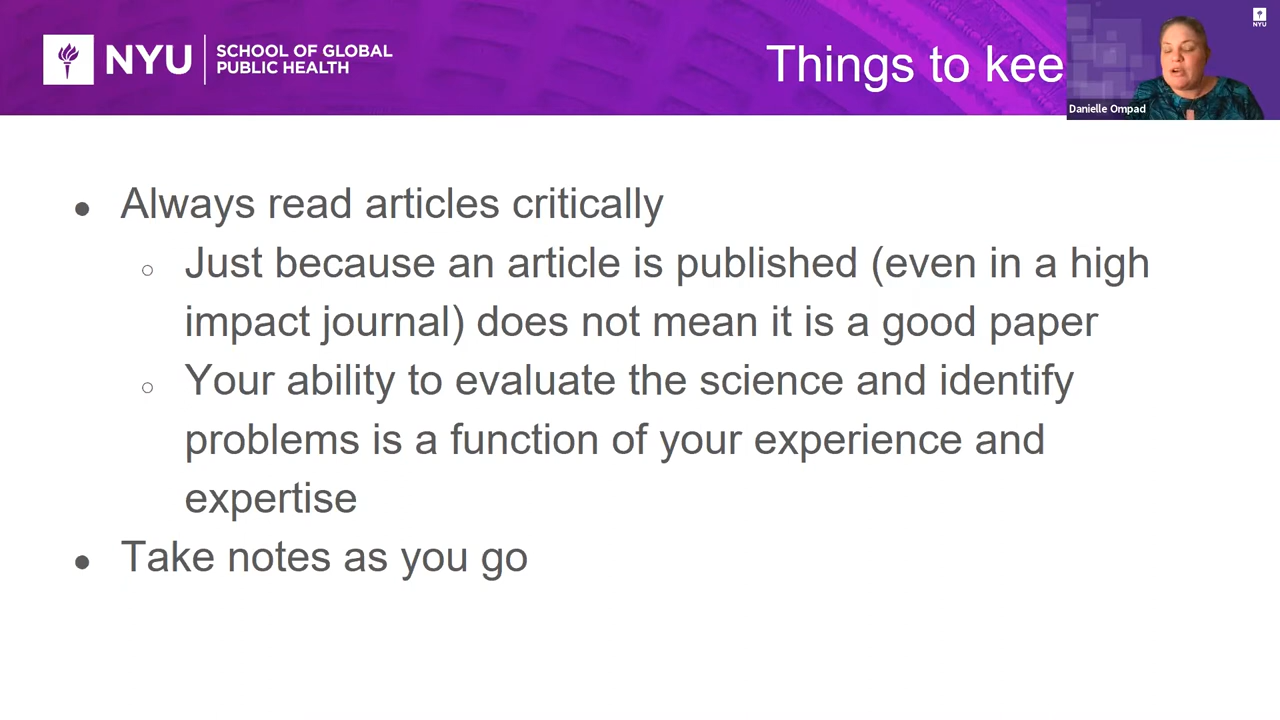 NYU
SCHOOL OF GLOBAL
PUBLIC HEALTH
Things to kee
NYU
Danielle Ompad
● Always read articles critically
○ Just because an article is published (even in a high
impact journal) does not mean it is a good paper
○ Your ability to evaluate the science and identify
problems is a function of your experience and
expertise
● Take notes as you go